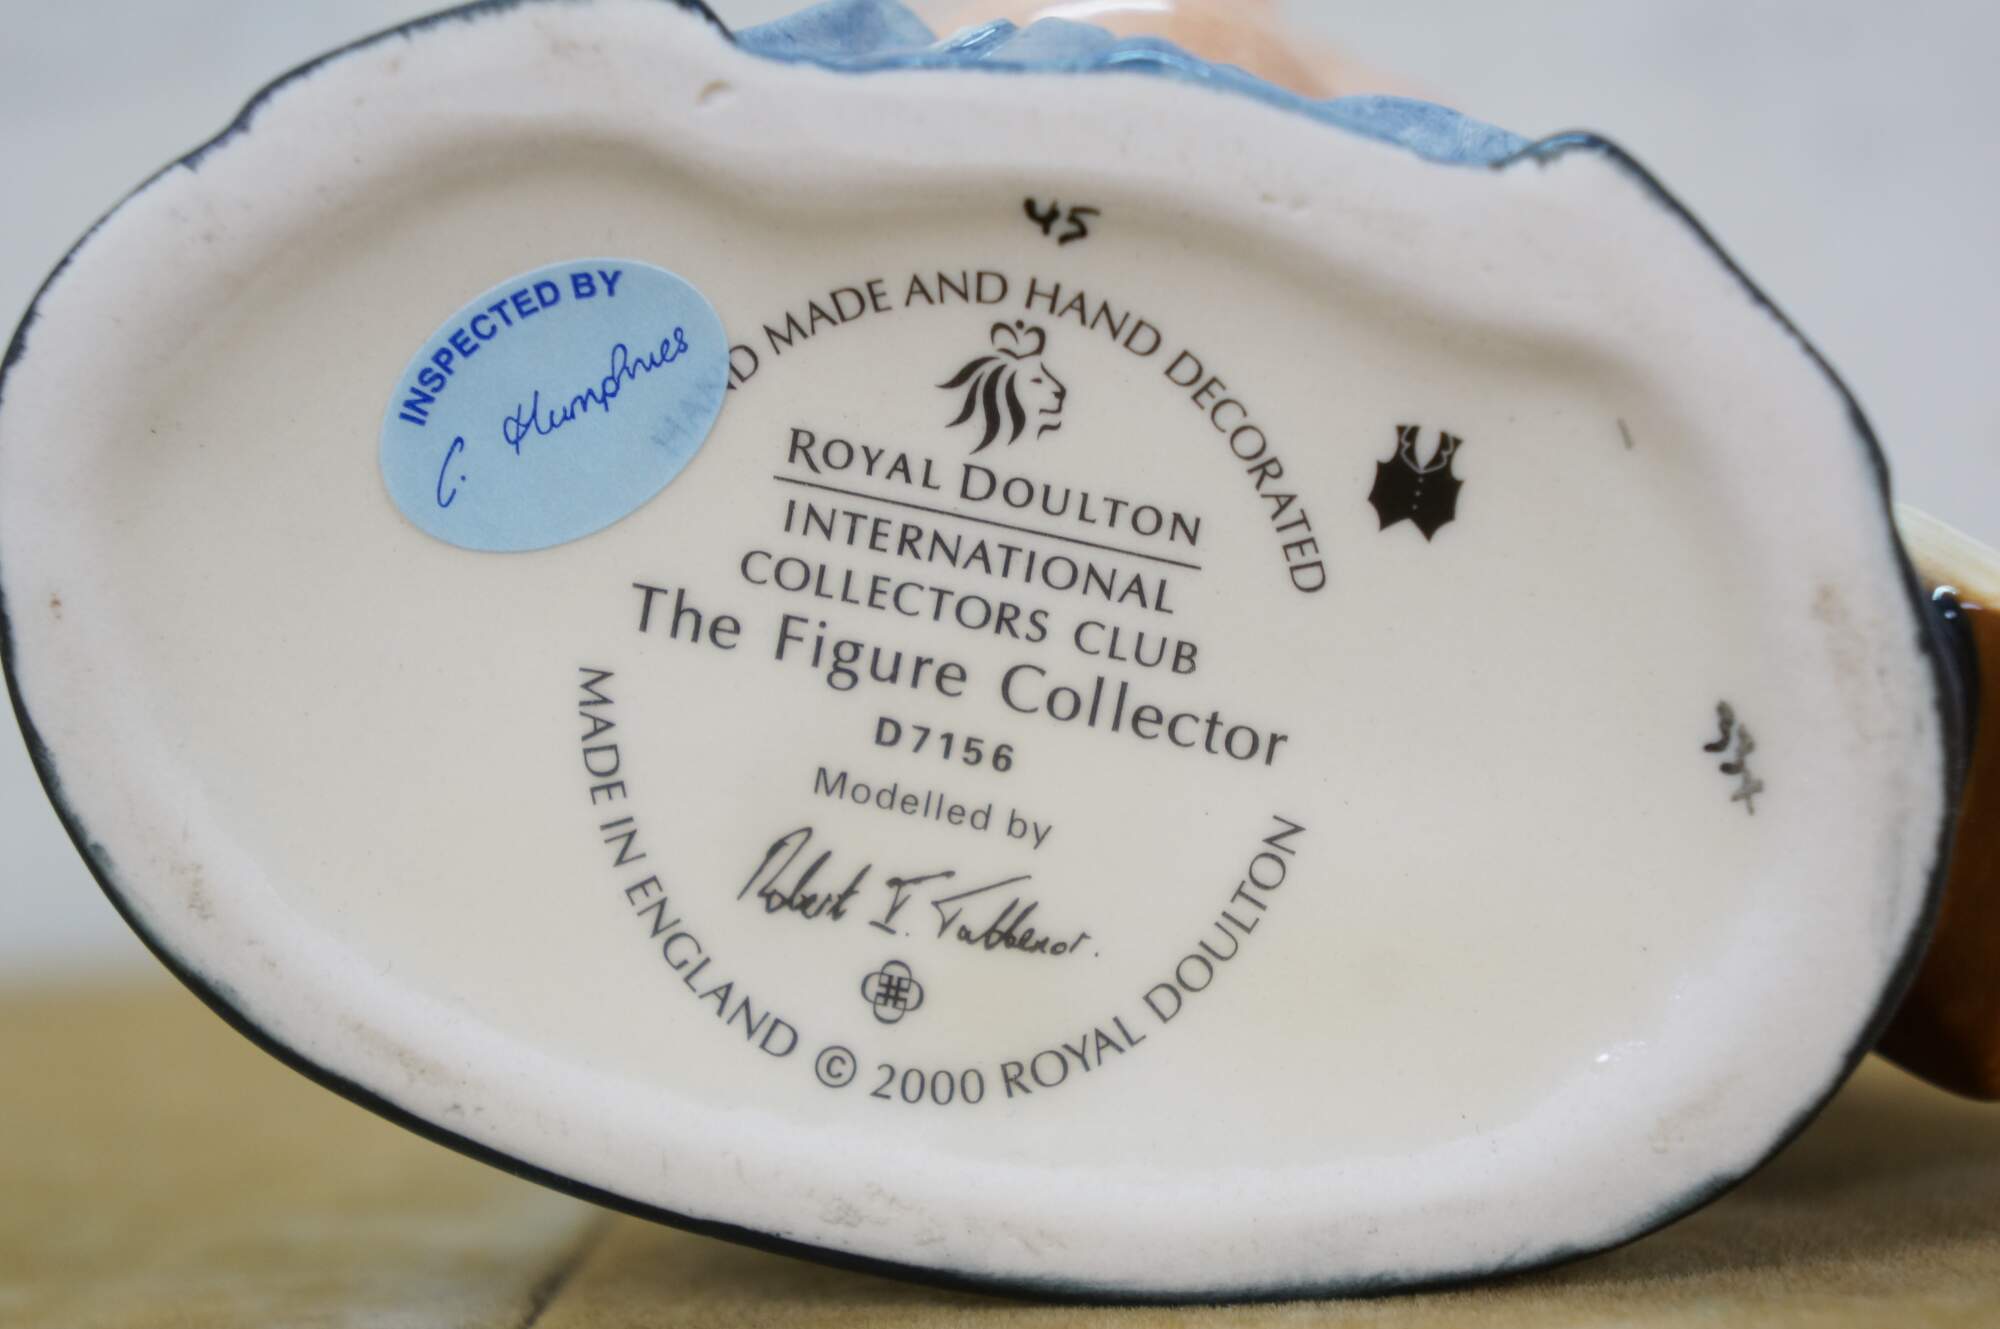 45
INSPECTED BY
C. Humphries
HAND MADE AND HAND DECORATED
ROYAL DOULTON
INTERNATIONAL
COLLECTORS CLUB
The Figure Collector
D7156
Modelled by
Robert I. Tabbenor.
MADE IN ENGLAND © 2000 ROYAL DOULTON